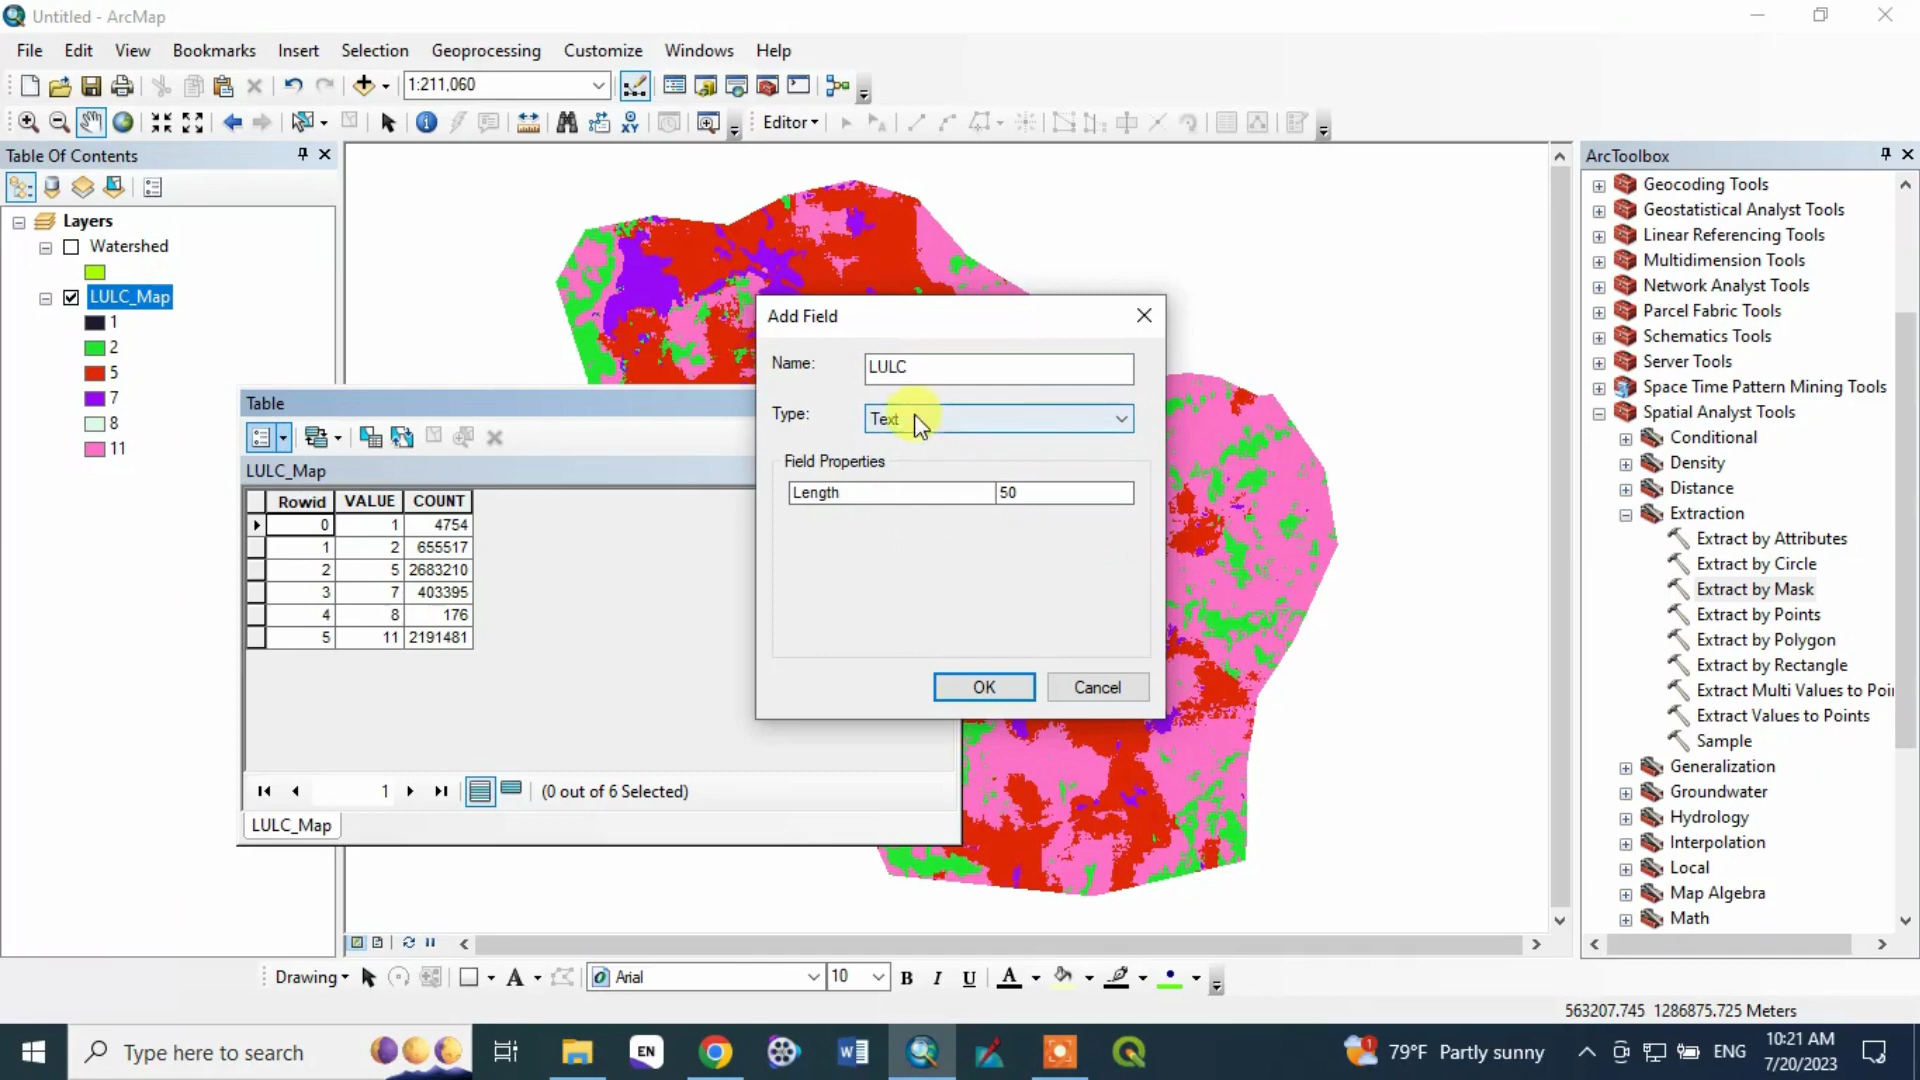 Untitled - ArcMap
File Edit View Bookmarks Insert Selection Geoprocessing Customize Windows Help
1:211,060
Editor
Table Of Contents
Layers
Watershed
LULC_Map
1
2
5
7
8
11
Table
LULC_Map
Rowid VALUE COUNT
0 1 4754
1 2 655517
2 5 2683210
3 7 403395
4 8 176
5 11 2191481
1 (0 out of 6 Selected)
LULC_Map
Add Field
Name: LULC
Type: Text
Field Properties
Length 50
OK Cancel
ArcToolbox
Geocoding Tools
Geostatistical Analyst Tools
Linear Referencing Tools
Multidimension Tools
Network Analyst Tools
Parcel Fabric Tools
Schematics Tools
Server Tools
Space Time Pattern Mining Tools
Spatial Analyst Tools
Conditional
Density
Distance
Extraction
Extract by Attributes
Extract by Circle
Extract by Mask
Extract by Points
Extract by Polygon
Extract by Rectangle
Extract Multi Values to Poi
Extract Values to Points
Sample
Generalization
Groundwater
Hydrology
Interpolation
Local
Map Algebra
Math
Drawing A Arial 10 B I U A
563207.745 1286875.725 Meters
Type here to search
EN
79°F Partly sunny
ENG
10:21 AM
7/20/2023